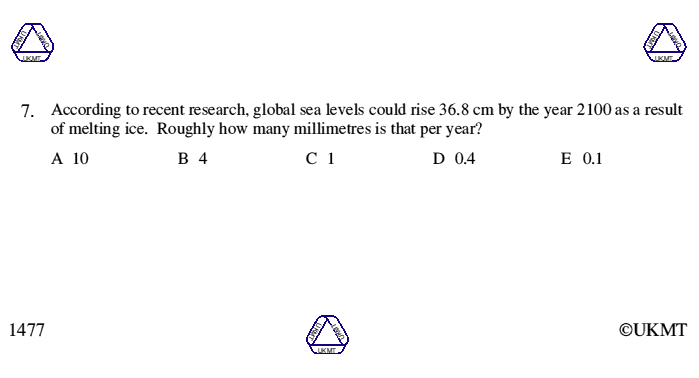 UKMT UKMT UKMT
UKMT UKMT UKMT
7. According to recent research, global sea levels could rise 36.8 cm by the year 2100 as a result
of melting ice. Roughly how many millimetres is that per year?
A 10 B 4 C 1 D 0.4 E 0.1
1477
UKMT UKMT UKMT
©UKMT